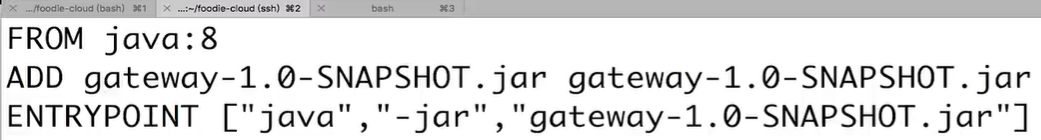 × .../foodie-cloud (bash) ⌘1 × ...:~/foodie-cloud (ssh) ⌘2 × bash ⌘3
FROM java:8
ADD gateway-1.0-SNAPSHOT.jar gateway-1.0-SNAPSHOT.jar
ENTRYPOINT ["java","-jar","gateway-1.0-SNAPSHOT.jar"]